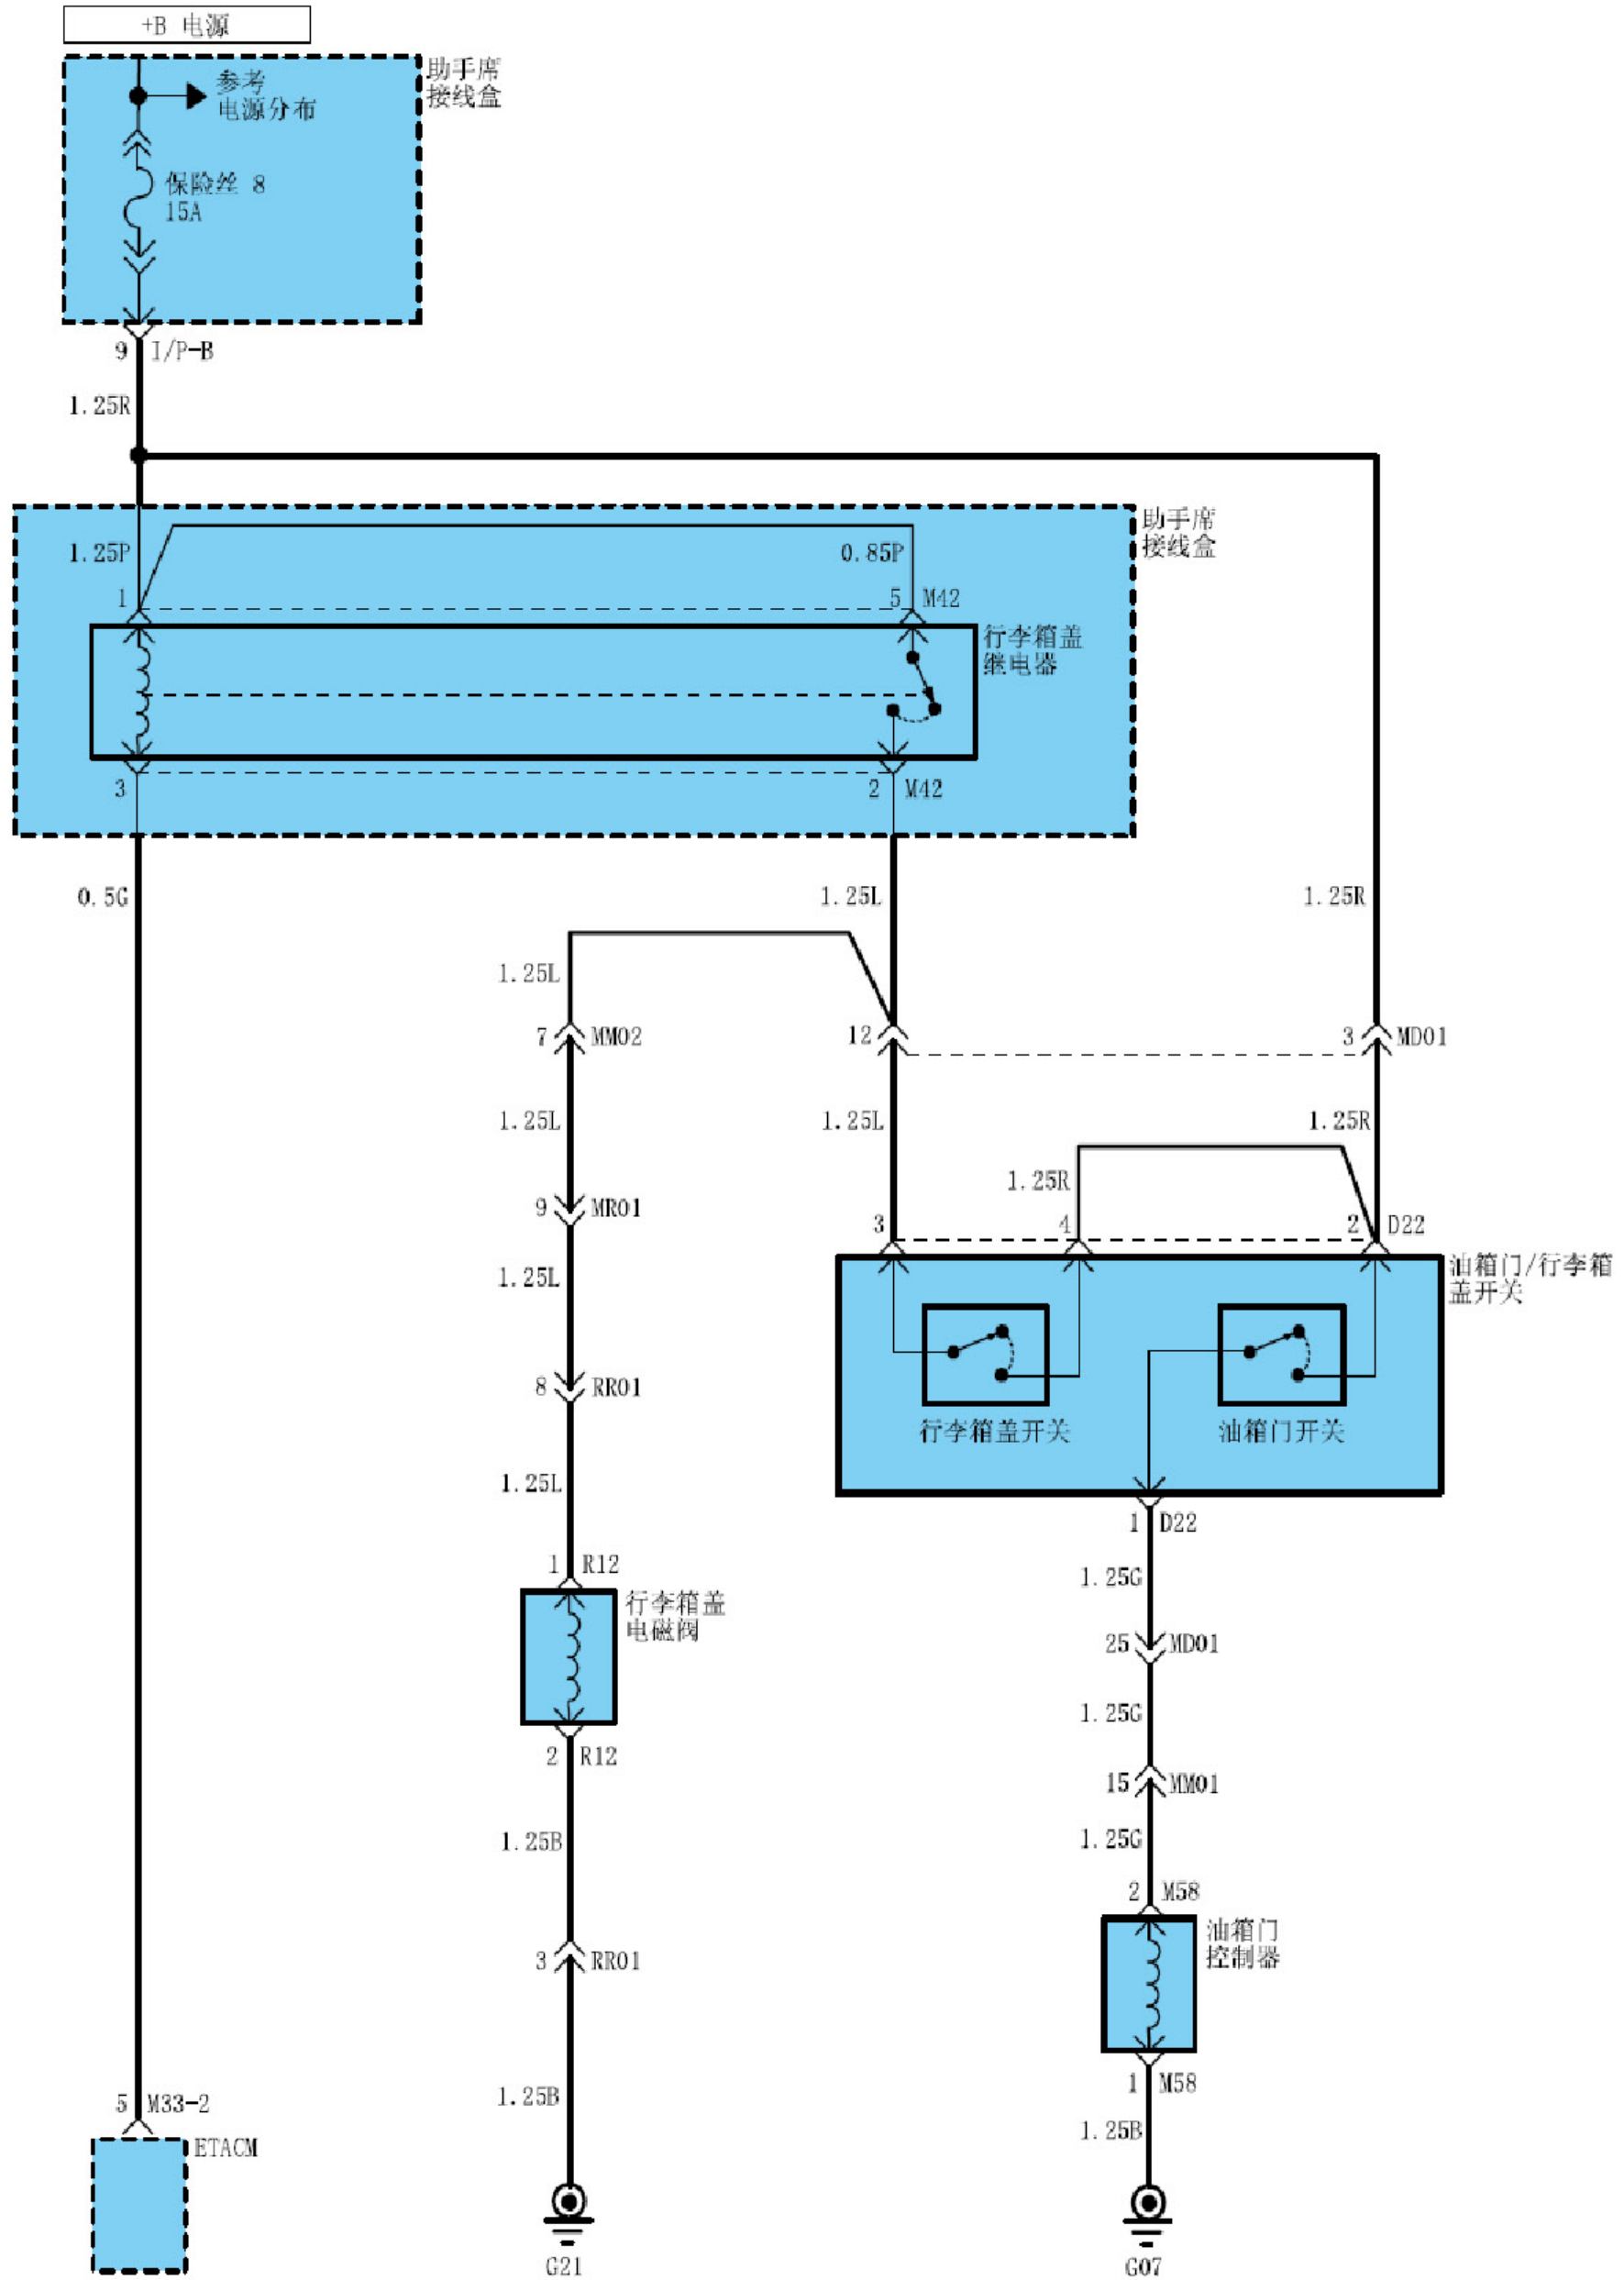 +B 电源
助手席
接线盒
参考
电源分布
保险丝 8
15A
9 I/P-B
1.25R
助手席
接线盒
1.25P
0.85P
1
5 M42
行李箱盖
继电器
3
2 M42
0.5G
1.25L
1.25R
1.25L
7 MM02
12
3 MD01
1.25L
1.25L
1.25R
1.25R
9 MR01
3
4
2 D22
油箱门/行李箱
盖开关
1.25L
8 RR01
行李箱盖开关
油箱门开关
1.25L
1 D22
1 R12
1.25G
行李箱盖
电磁阀
25 MD01
1.25G
2 R12
15 MM01
1.25B
1.25G
2 M58
油箱门
控制器
3 RR01
1 M58
1.25B
5 M33-2
1.25B
ETACM
G21
G07